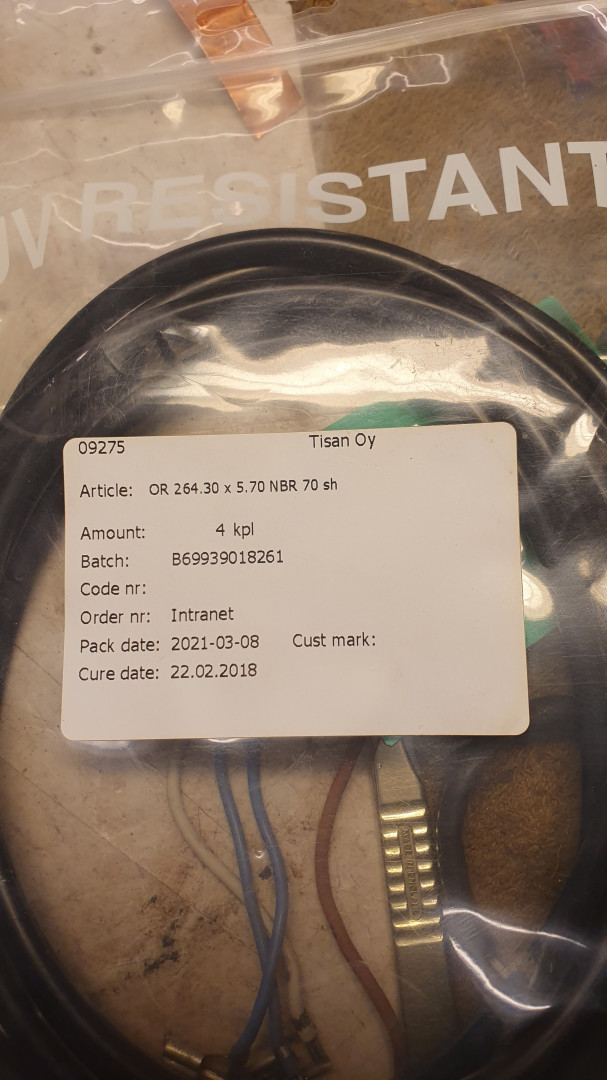 UV RESISTANT
09275 Tisan Oy
Article: OR 264.30 x 5.70 NBR 70 sh
Amount: 4 kpl
Batch: B69939018261
Code nr:
Order nr: Intranet
Pack date: 2021-03-08 Cust mark:
Cure date: 22.02.2018